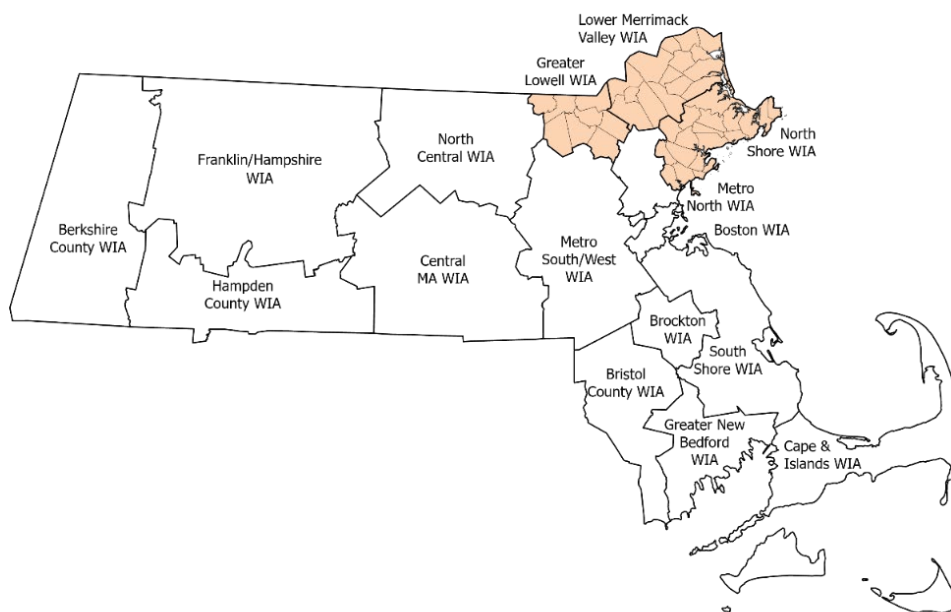 Lower Merrimack
Valley WIA
Greater
Lowell WIA
North
Shore WIA
North
Central WIA
Franklin/Hampshire
WIA
Metro
North WIA
Boston WIA
Berkshire
County WIA
Metro
South/West
WIA
Central
MA WIA
Hampden
County WIA
Brockton
WIA
South
Shore WIA
Bristol
County WIA
Greater New
Bedford
WIA
Cape &
Islands WIA